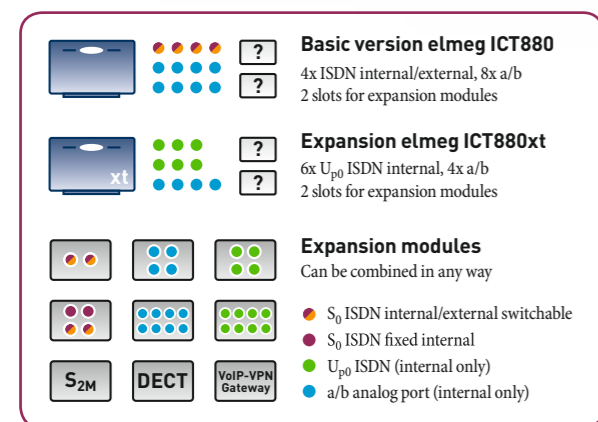 Basic version elmeg ICT880
?
4x ISDN internal/external, 8x a/b
?
2 slots for expansion modules
Expansion elmeg ICT880xt
xt
?
6x Up0 ISDN internal, 4x a/b
?
2 slots for expansion modules
Expansion modules
Can be combined in any way
S0 ISDN internal/external switchable
S0 ISDN fixed internal
Up0 ISDN (internal only)
a/b analog port (internal only)
S2M
DECT
VoIP-VPN
Gateway